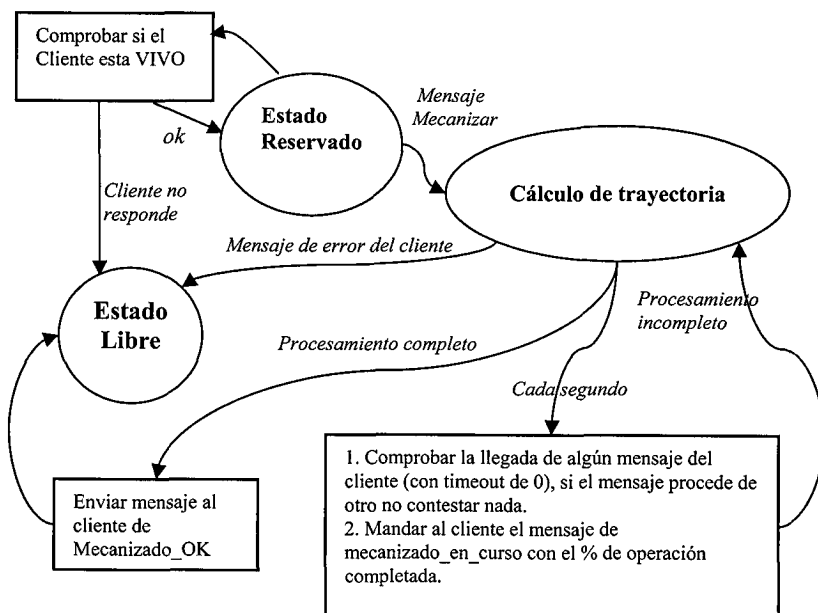 Comprobar si el
Cliente esta VIVO
Estado
Reservado
Mensaje
Mecanizar
ok
Cálculo de trayectoria
Cliente no
responde
Mensaje de error del cliente
Estado
Libre
Procesamiento
incompleto
Procesamiento completo
Cada segundo
Enviar mensaje al
cliente de
Mecanizado_OK
1. Comprobar la llegada de algún mensaje del
cliente (con timeout de 0), si el mensaje procede de
otro no contestar nada.
2. Mandar al cliente el mensaje de
mecanizado_en_curso con el % de operación
completada.